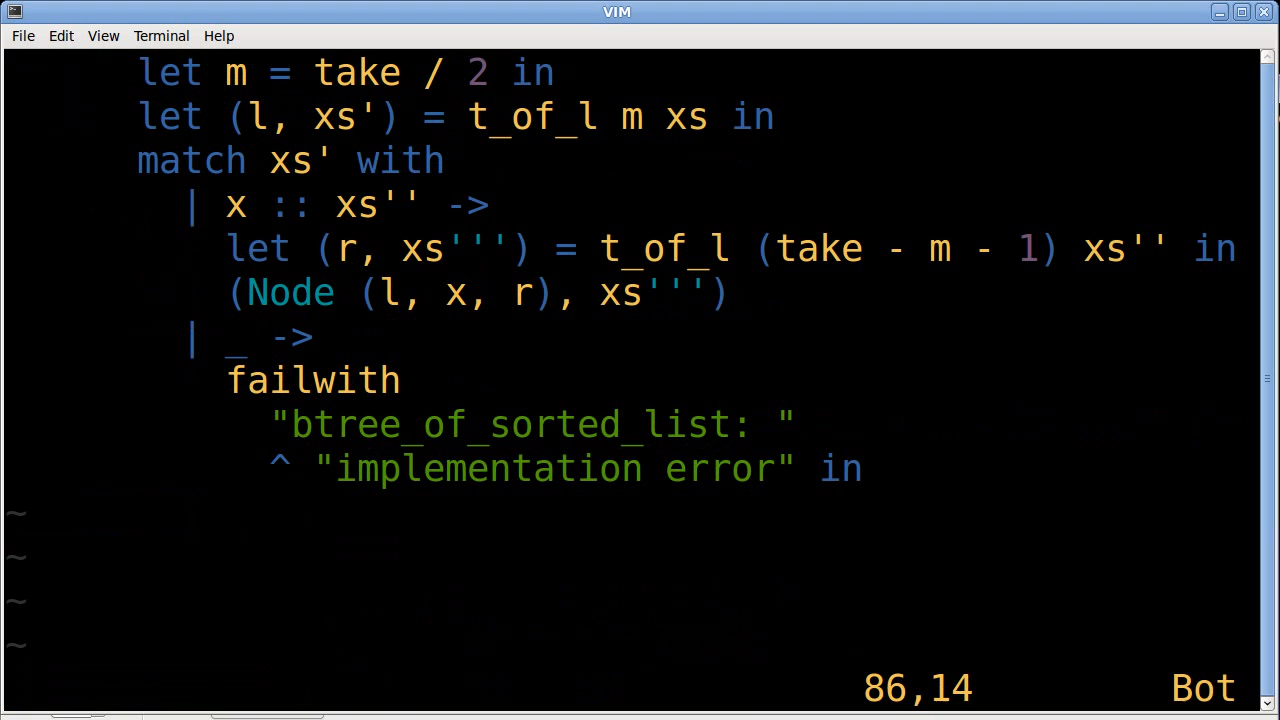 VIM
File Edit View Terminal Help
let m = take / 2 in
let (l, xs') = t_of_l m xs in
match xs' with
| x :: xs'' ->
let (r, xs''') = t_of_l (take - m - 1) xs'' in
(Node (l, x, r), xs''')
| _ ->
failwith
"btree_of_sorted_list: "
^ "implementation error" in
~
~
~
~
86,14 Bot